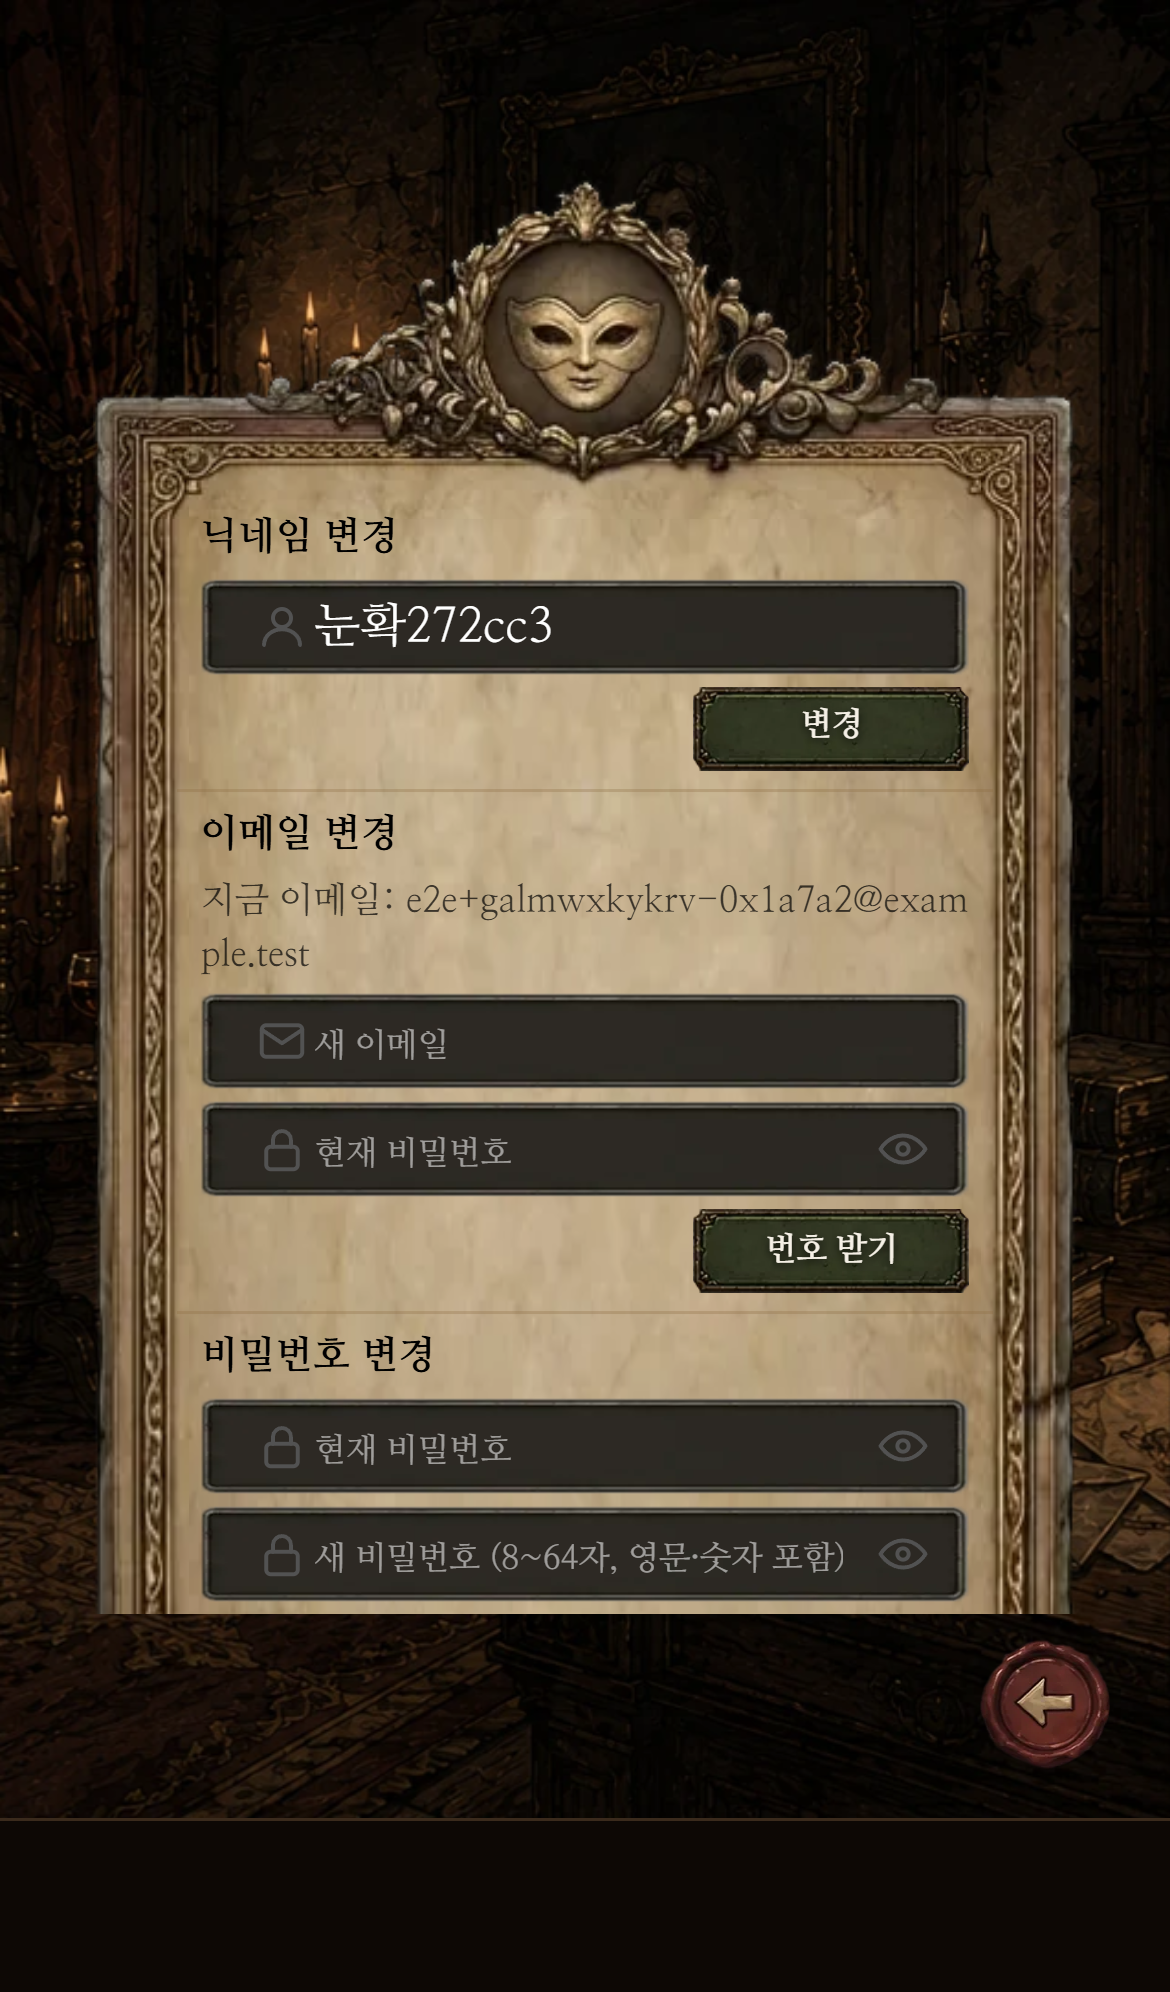 닉네임 변경
눈확272cc3
변경
이메일 변경
지금 이메일: e2e+galmwxkykrv-0x1a7a2@exam
ple.test
새 이메일
현재 비밀번호
번호 받기
비밀번호 변경
현재 비밀번호
새 비밀번호 (8~64자, 영문·숫자 포함)